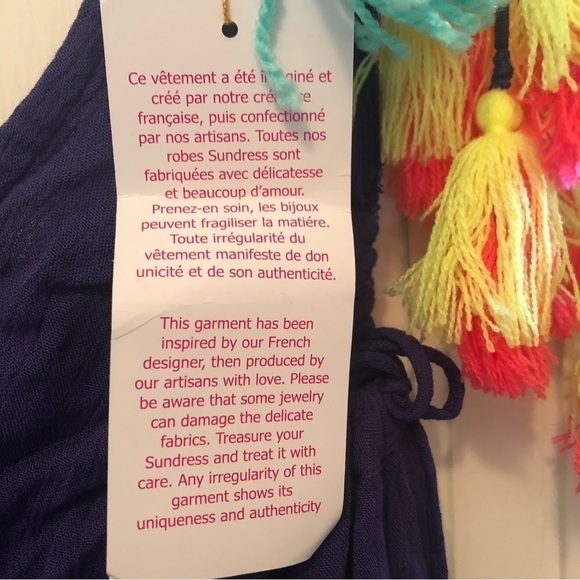 Ce vêtement a été et
créé par notre
française, puis confectionné
par nos artisans. Toutes nos
robes Sundress sont
fabriquées avec délicatesse
et beaucoup d'amour.
Prenez-en soin, les bijoux
peuvent fragiliser la matiére.
Toute irrégularité du
vêtement manifeste de don
unicité et de son authenticité.
This garment has been
inspired by our French
designer, then produced by
our artisans with love. Please
be aware that some jewelry
can damage the delicate
fabrics. Treasure your
Sundress and treat it with
care. Any irregularity of this
garment shows its
uniqueness and authenticity